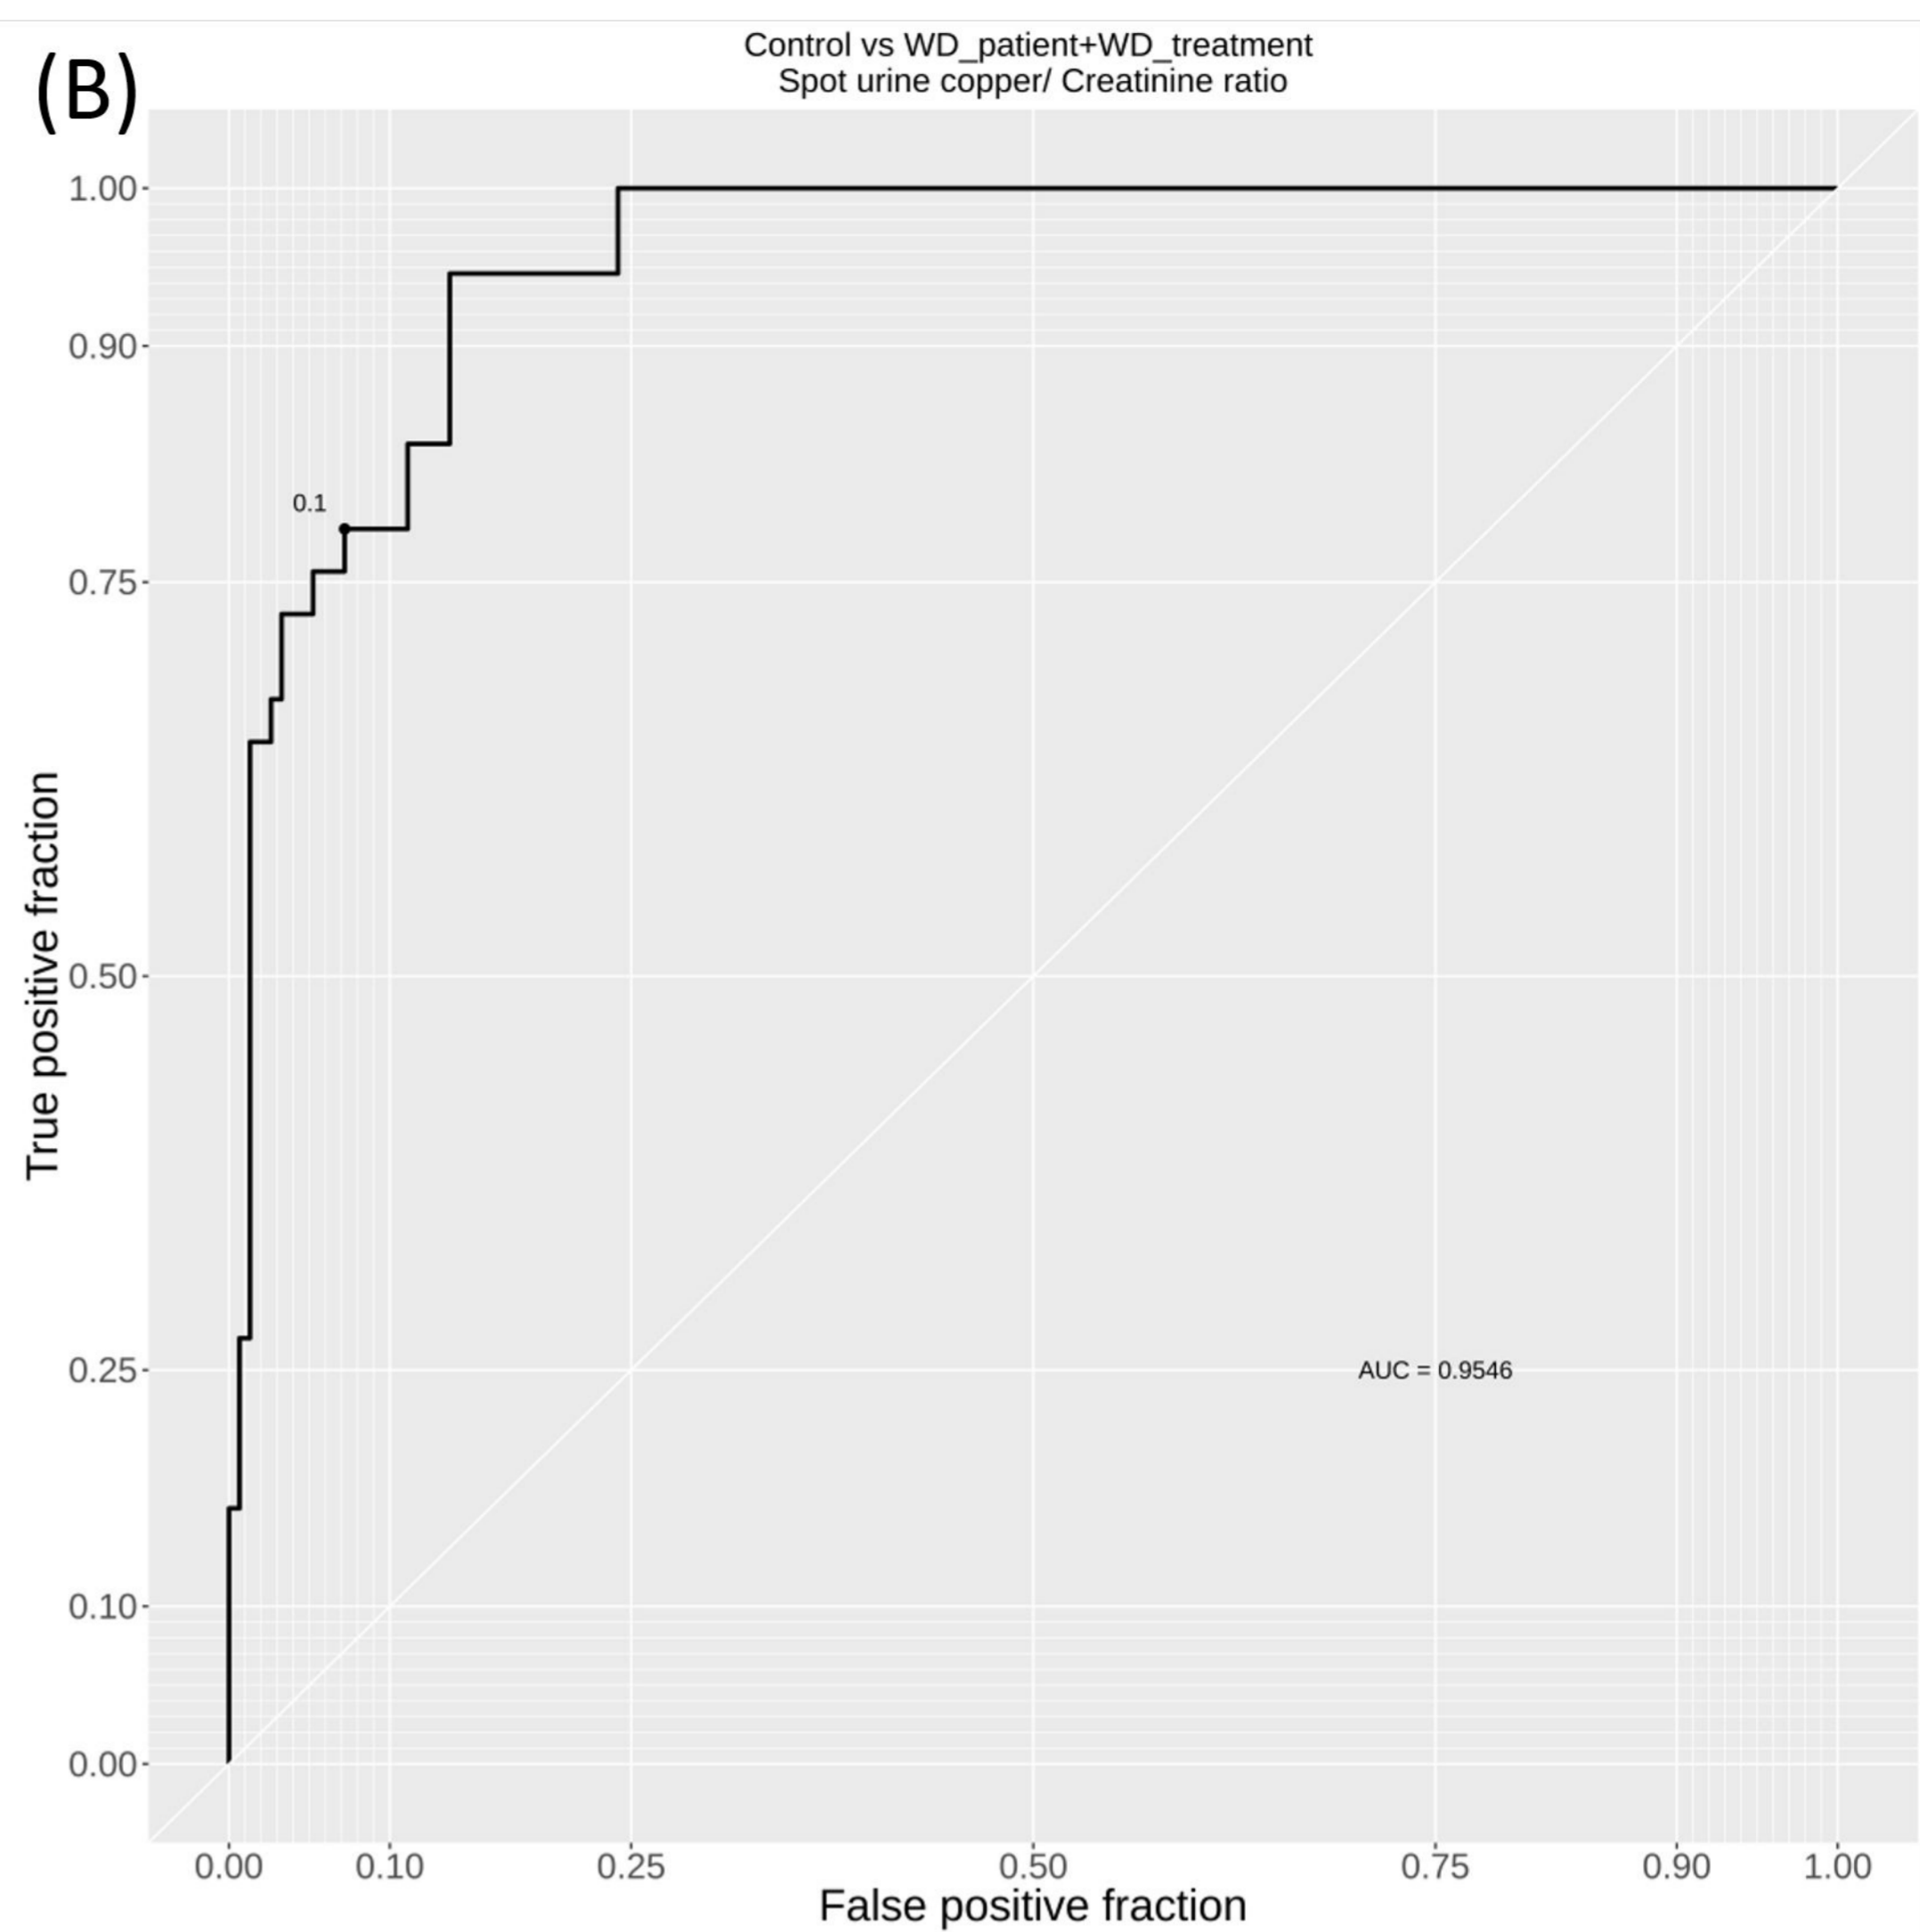 (B)
Control vs WD_patient+WD_treatment
Spot urine copper/ Creatinine ratio
1.00
0.90
0.1
0.75
True positive fraction
0.50
0.25
AUC = 0.9546
0.10
0.00
0.00 0.10 0.25 0.50 0.75 0.90 1.00
False positive fraction